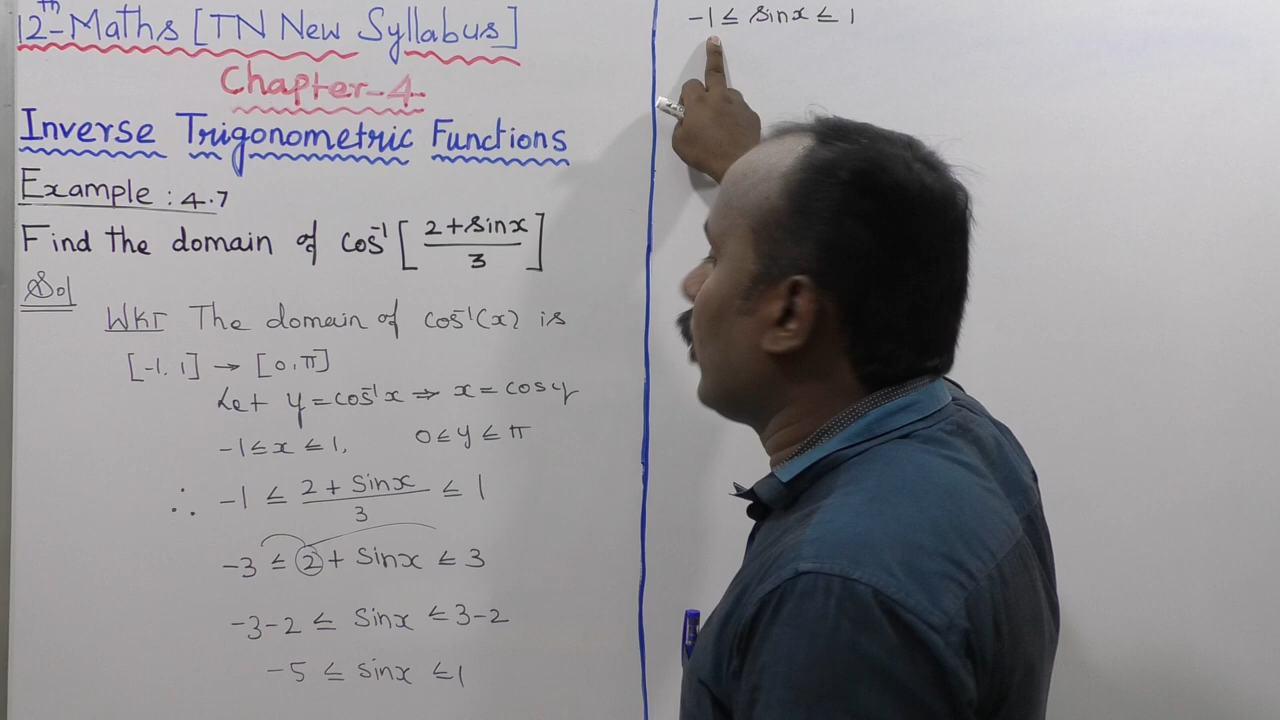 12th Maths [TN New Syllabus]
Chapter-4
Inverse Trigonometric Functions
Example : 4.7
Find the domain of cos⁻¹[(2+sinx)/3]
Sol
WKT The domain of cos⁻¹(x) is
[-1, 1] → [0, π]
Let y = cos⁻¹x ⇒ x = cosy
-1 ≤ x ≤ 1, 0 ≤ y ≤ π
∴ -1 ≤ (2 + sinx)/3 ≤ 1
-3 ≤ 2 + sinx ≤ 3
-3-2 ≤ sinx ≤ 3-2
-5 ≤ sinx ≤ 1
-1 ≤ sinx ≤ 1